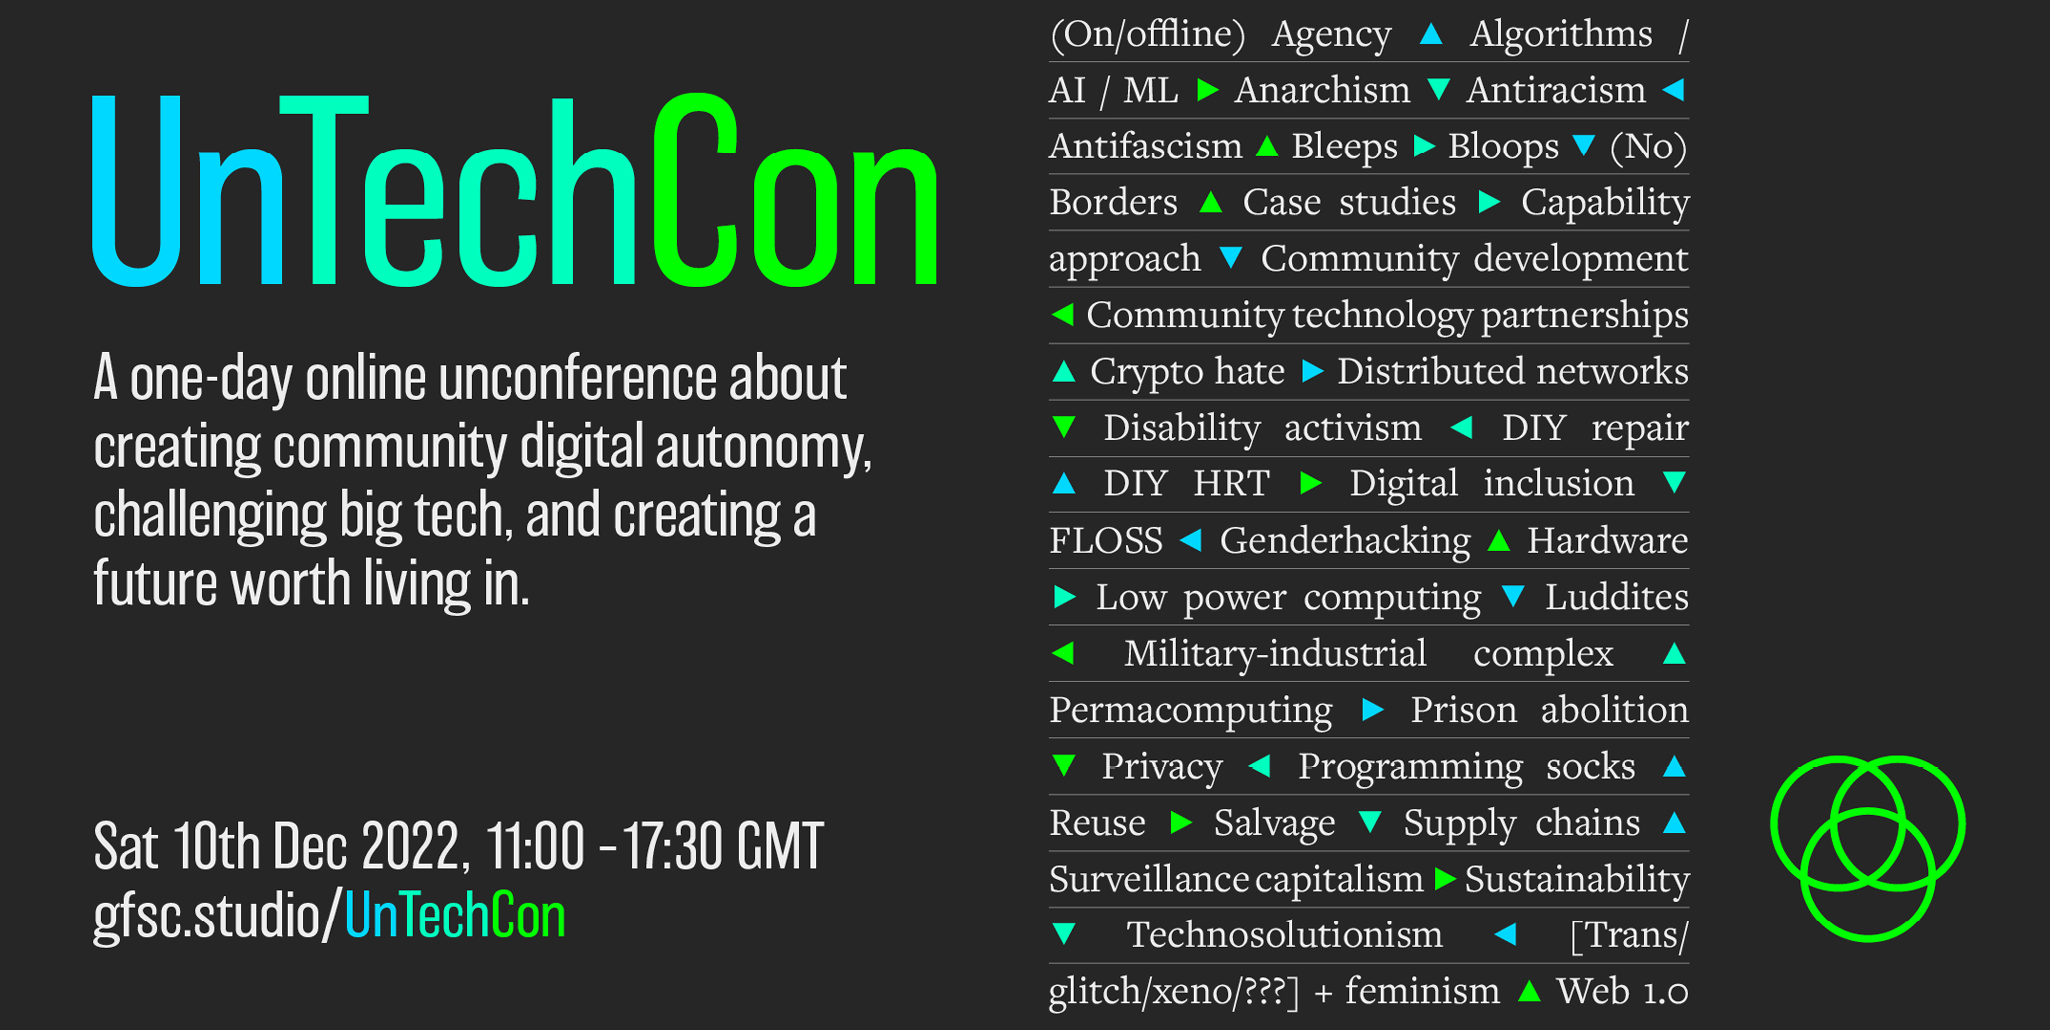 UnTechCon
A one-day online unconference about
creating community digital autonomy,
challenging big tech, and creating a
future worth living in.
Sat 10th Dec 2022, 11:00 –17:30 GMT
gfsc.studio/UnTechCon
(On/offline) Agency ▲ Algorithms /
AI / ML ▶ Anarchism ▼ Antiracism ◀
Antifascism ▲ Bleeps ▶ Bloops ▼ (No)
Borders ▲ Case studies ▶ Capability
approach ▼ Community development
◀ Community technology partnerships
▲ Crypto hate ▶ Distributed networks
▼ Disability activism ◀ DIY repair
▲ DIY HRT ▶ Digital inclusion ▼
FLOSS ◀ Genderhacking ▲ Hardware
▶ Low power computing ▼ Luddites
◀ Military-industrial complex ▲
Permacomputing ▶ Prison abolition
▼ Privacy ◀ Programming socks ▲
Reuse ▶ Salvage ▼ Supply chains ▲
Surveillance capitalism ▶ Sustainability
▼ Technosolutionism ◀ [Trans/
glitch/xeno/???] + feminism ▲ Web 1.0